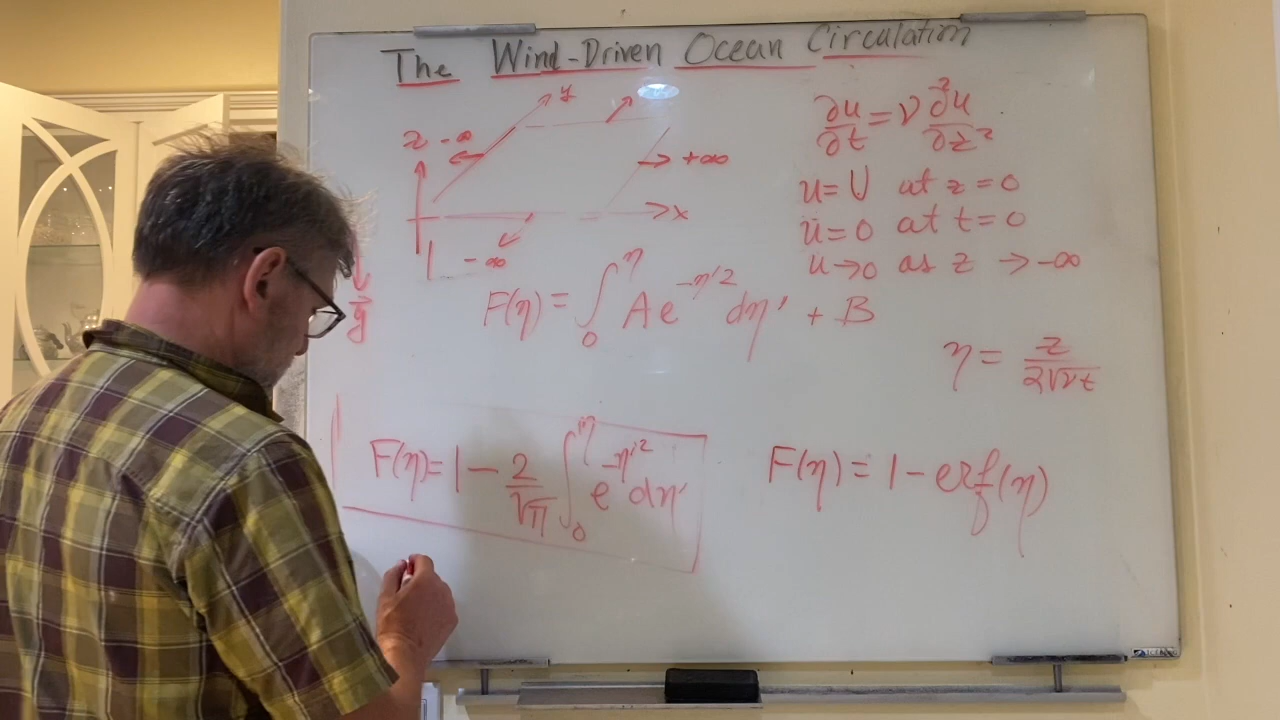 The Wind-Driven Ocean Circulation
y
z -∞
+∞
x
-∞
∂u/∂t = ν ∂²u/∂z²
u=U at z=0
u=0 at t=0
u→0 as z → -∞
g
F(η) = ∫₀^η A e^{-η'2} dη' + B
η = z/2√νt
F(η) = 1 - 2/√π ∫₀^η e^{-η'2} dη'
F(η) = 1 - erf(η)